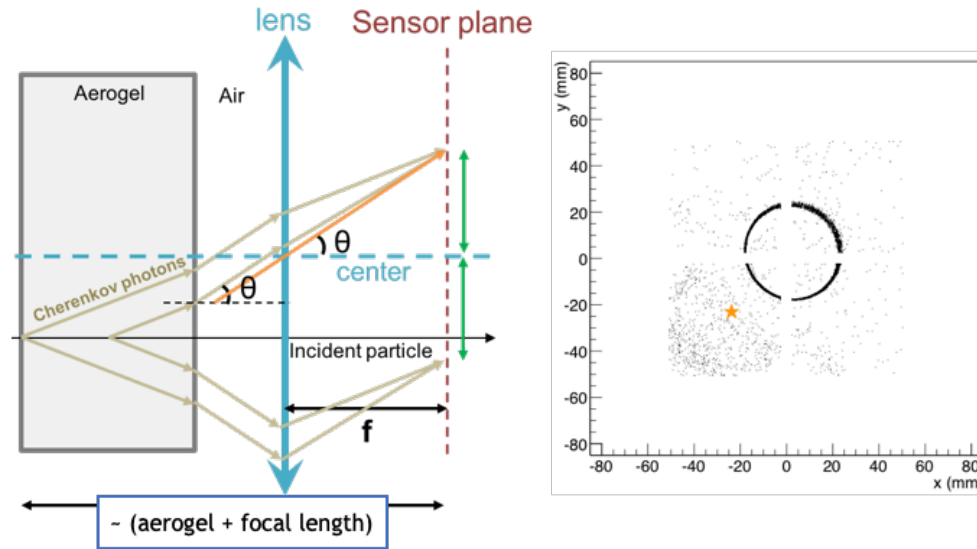 lens
Sensor plane
Aerogel
Air
Cherenkov photons
θ
θ
center
Incident particle
f
~ (aerogel + focal length)
y (mm)
80
60
40
20
0
-20
-40
-60
-80
-80 -60 -40 -20 0 20 40 60 80
x (mm)